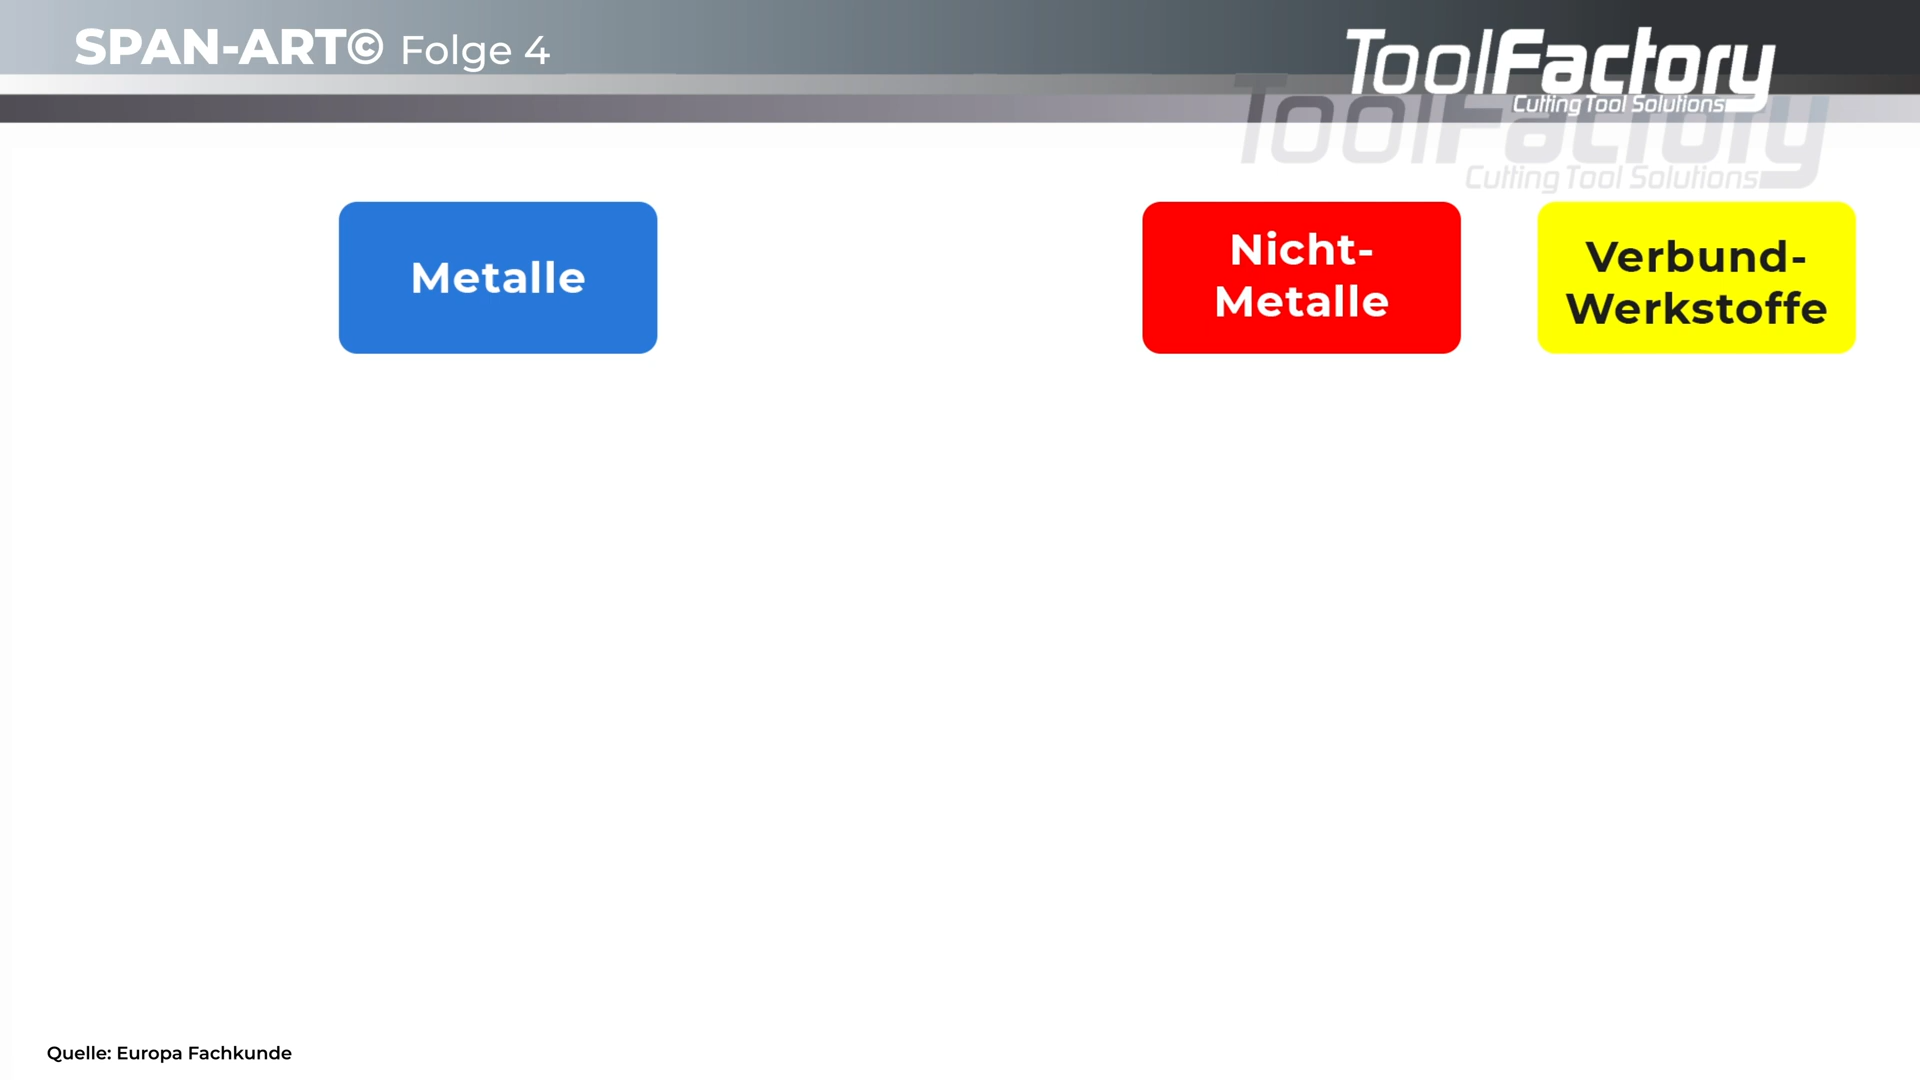 SPAN-ART© Folge 4
ToolFactory
Cutting Tool Solutions
ToolFactory
Cutting Tool Solutions
Metalle
Nicht-
Metalle
Verbund-
Werkstoffe
Quelle: Europa Fachkunde